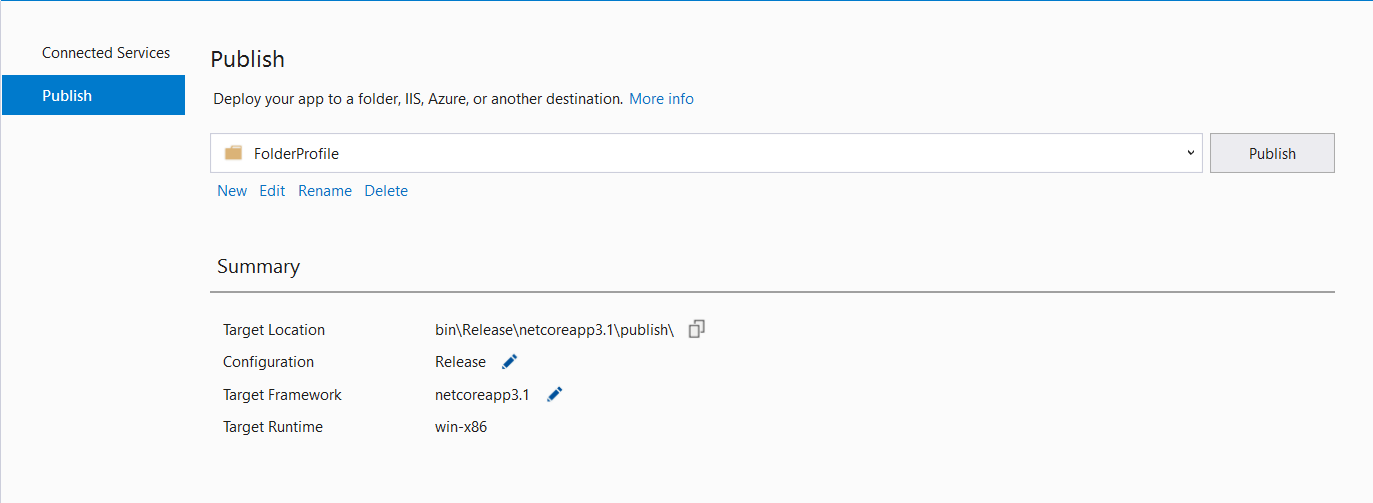 Connected Services
Publish
Publish
Deploy your app to a folder, IIS, Azure, or another destination. More info
FolderProfile
Publish
New Edit Rename Delete
Summary
Target Location bin\Release\netcoreapp3.1\publish\
Configuration Release
Target Framework netcoreapp3.1
Target Runtime win-x86